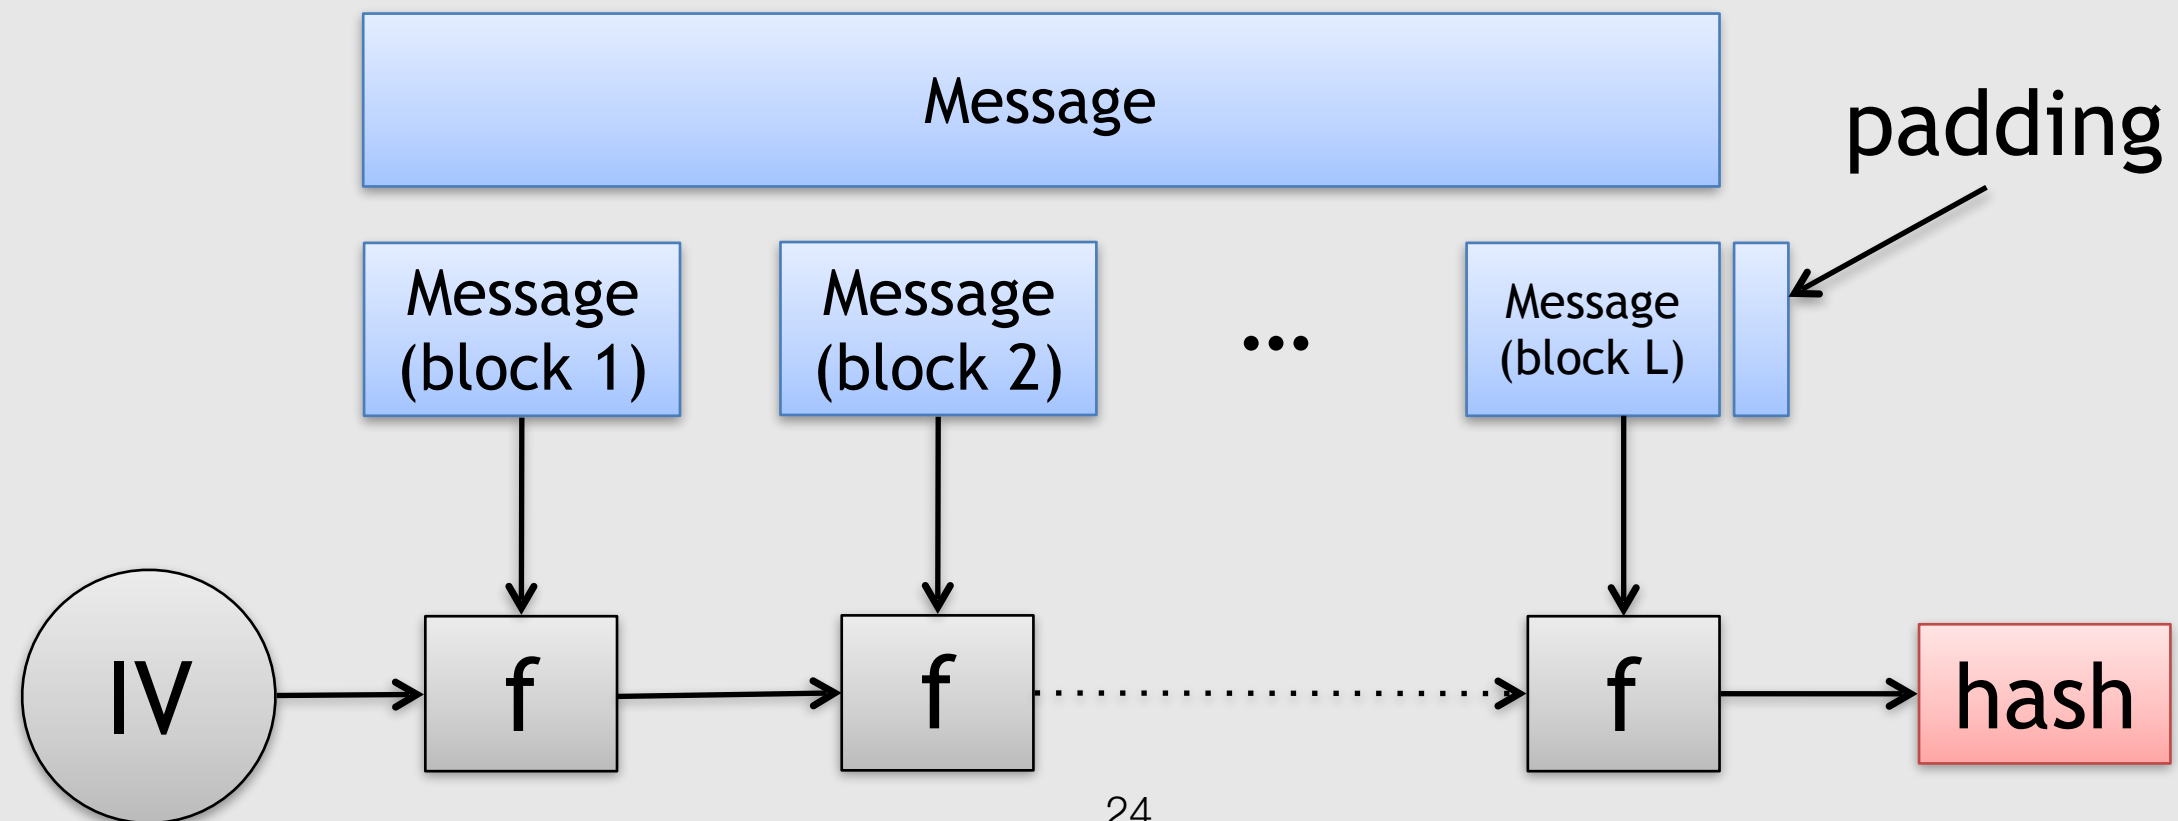 Message
padding
Message
(block 1)
Message
(block 2)
...
Message
(block L)
IV
f
f
f
hash
24